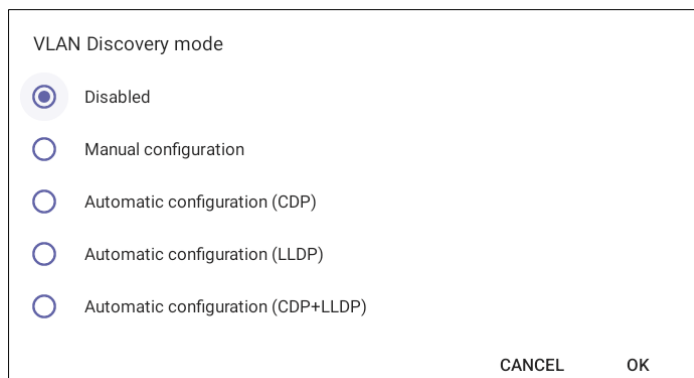 VLAN Discovery mode
Disabled
Manual configuration
Automatic configuration (CDP)
Automatic configuration (LLDP)
Automatic configuration (CDP+LLDP)
CANCEL OK